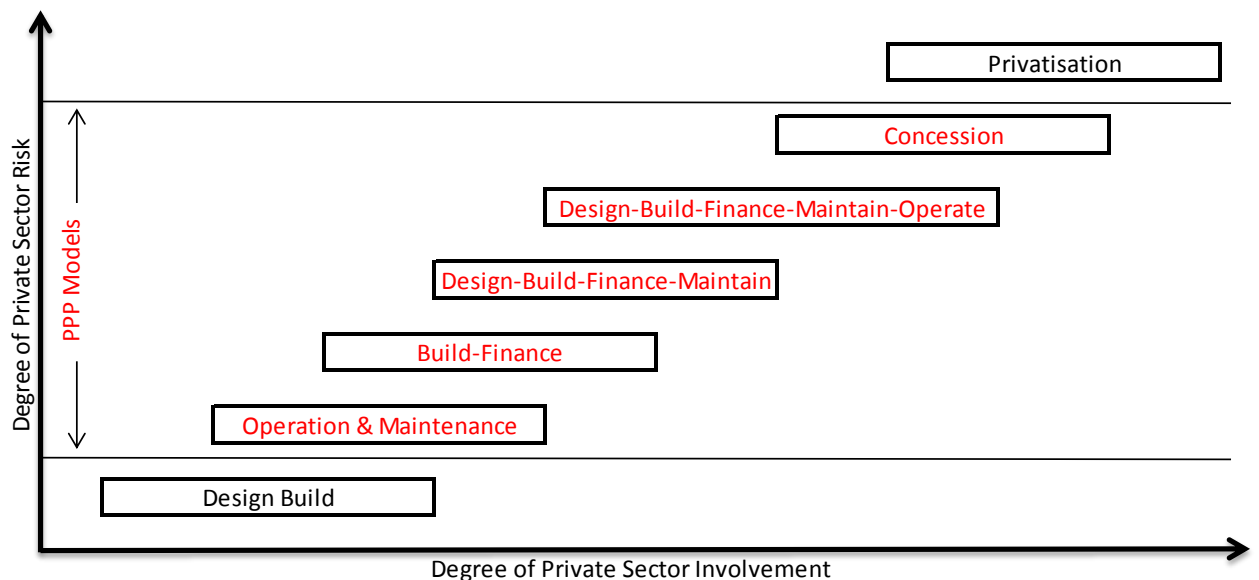 Privatisation
Concession
Design-Build-Finance-Maintain-Operate
Design-Build-Finance-Maintain
Build-Finance
Operation & Maintenance
Design Build
PPP Models
Degree of Private Sector Risk
Degree of Private Sector Involvement